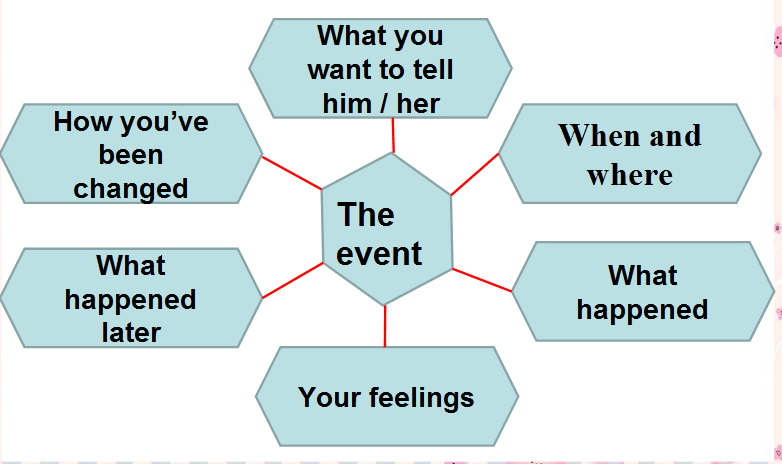 What you
want to tell
him / her
How you've
been
changed
When and
where
The
event
What
happened
later
What
happened
Your feelings